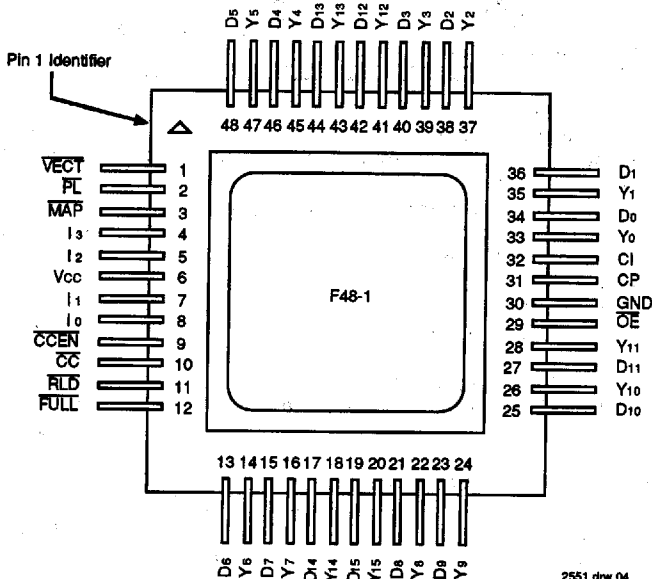 D5 Y5 D4 Y4 D13 Y13 D12 Y12 D3 Y3 D2 Y2
Pin 1 Identifier
48 47 46 45 44 43 42 41 40 39 38 37
VECT 1
PL 2
MAP 3
I3 4
I2 5
VCC 6
I1 7
I0 8
CCEN 9
CC 10
RLD 11
FULL 12
F48-1
36 D1
35 Y1
34 D0
33 Y0
32 CI
31 CP
30 GND
29 OE
28 Y11
27 D11
26 Y10
25 D10
13 14 15 16 17 18 19 20 21 22 23 24
D6 Y6 D7 Y7 D14 Y14 D15 Y15 D8 Y8 D9 Y9
2551 drw 04